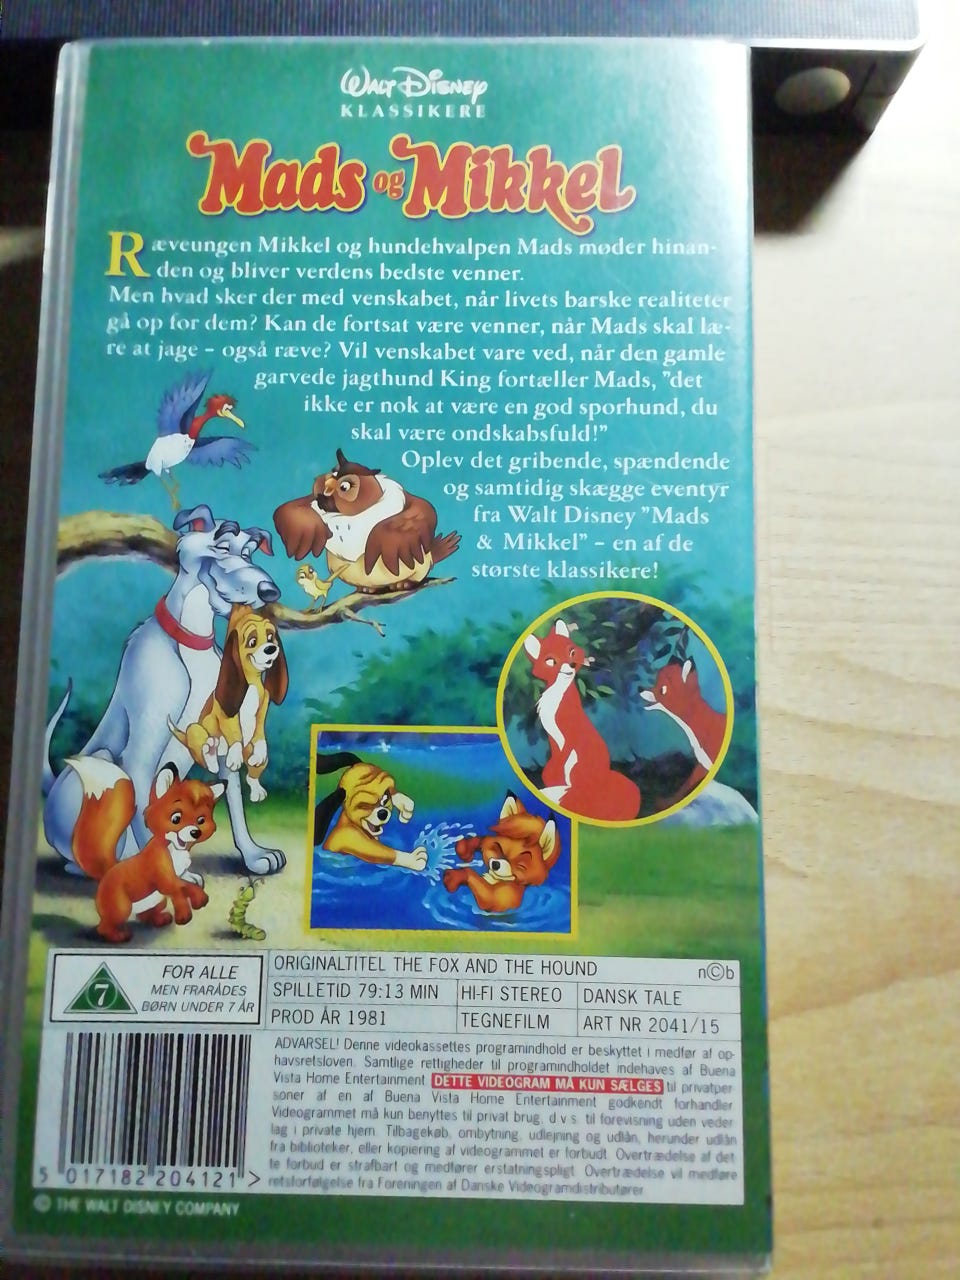 WALT DISNEY
KLASSIKERE
Mads og Mikkel
Ræveungen Mikkel og hundehvalpen Mads møder hinan-
den og bliver verdens bedste venner.
Men hvad sker der med venskabet, når livets barske realiteter
gå op for dem? Kan de fortsat være venner, når Mads skal læ-
re at jage – også ræve? Vil venskabet vare ved, når den gamle
garvede jagthund King fortæller Mads, "det
ikke er nok at være en god sporhund, du
skal være ondskabsfuld!"
Oplev det gribende, spændende
og samtidig skægge eventyr
fra Walt Disney "Mads
& Mikkel" – en af de
største klassikere!
7
FOR ALLE
MEN FRARÅDES
BØRN UNDER 7 ÅR
ORIGINALTITEL THE FOX AND THE HOUND n©b
SPILLETID 79:13 MIN HI-FI STEREO DANSK TALE
PROD ÅR 1981 TEGNEFILM ART NR 2041/15
ADVARSEL! Denne videokassettes programindhold er beskyttet i medfør af op-
havsretsloven. Samtlige rettigheder til programindholdet indehaves af Buena
Vista Home Entertainment DETTE VIDEOGRAM MÅ KUN SÆLGES til privatper
soner af en af Buena Vista Home Entertainment godkendt forhandler
Videogrammet må kun benyttes til privat brug, d v s til forevisning uden veder
lag i private hjem. Tilbagekøb, ombytning, udlejning og udlån, herunder udlån
fra biblioteker, eller kopiering af videogrammet er forbudt. Overtrædelse af det
te forbud er strafbart og medfører erstatningspligt. Overtrædelse vil medføre
retsforfølgelse fra Foreningen af Danske Videogramdistributører.
5 017182 204121 >
© THE WALT DISNEY COMPANY